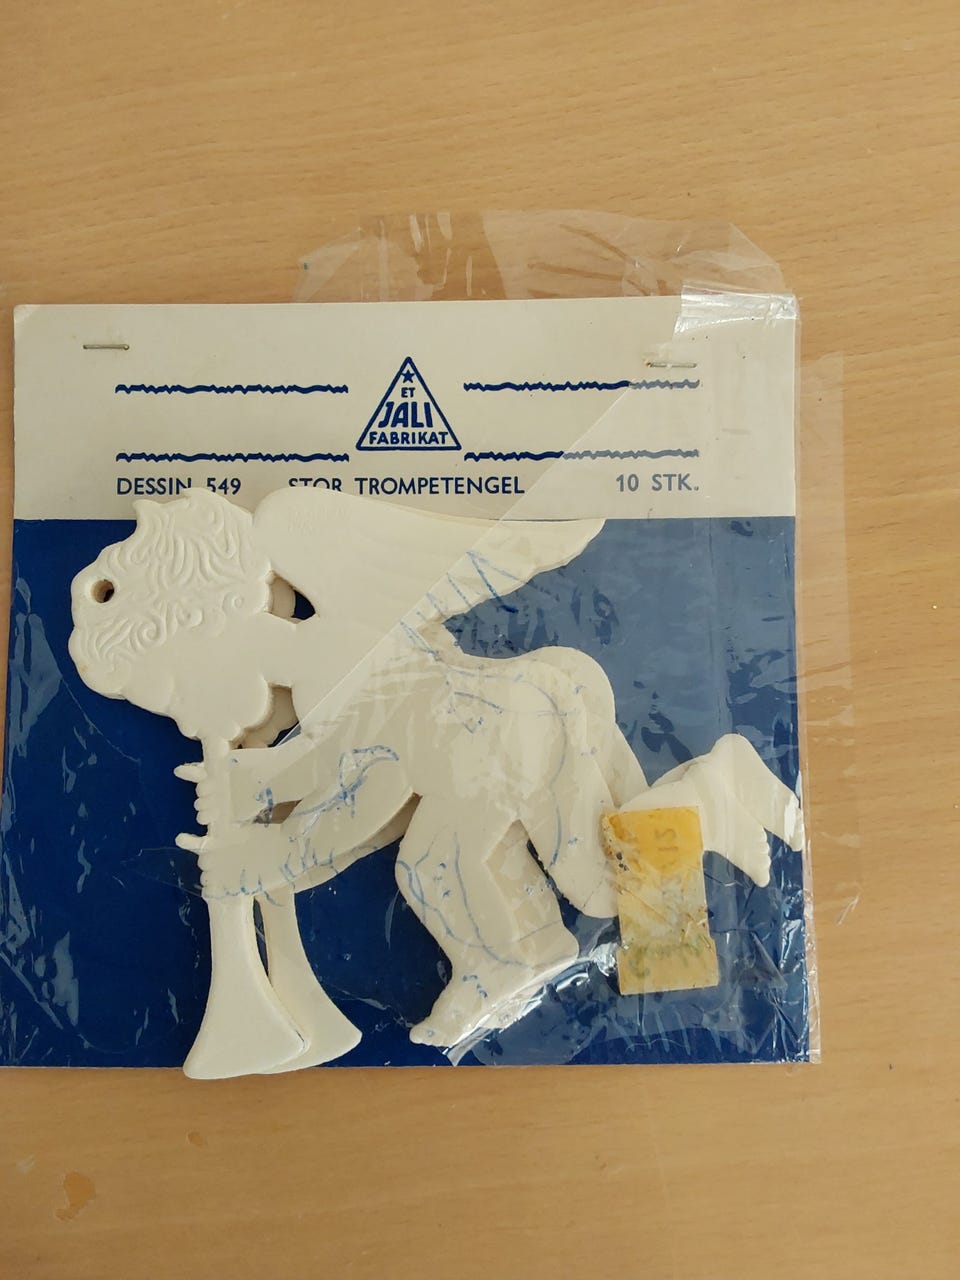 ET
JALI
FABRIKAT
DESSIN 549 STOR TROMPETENGEL 10 STK.